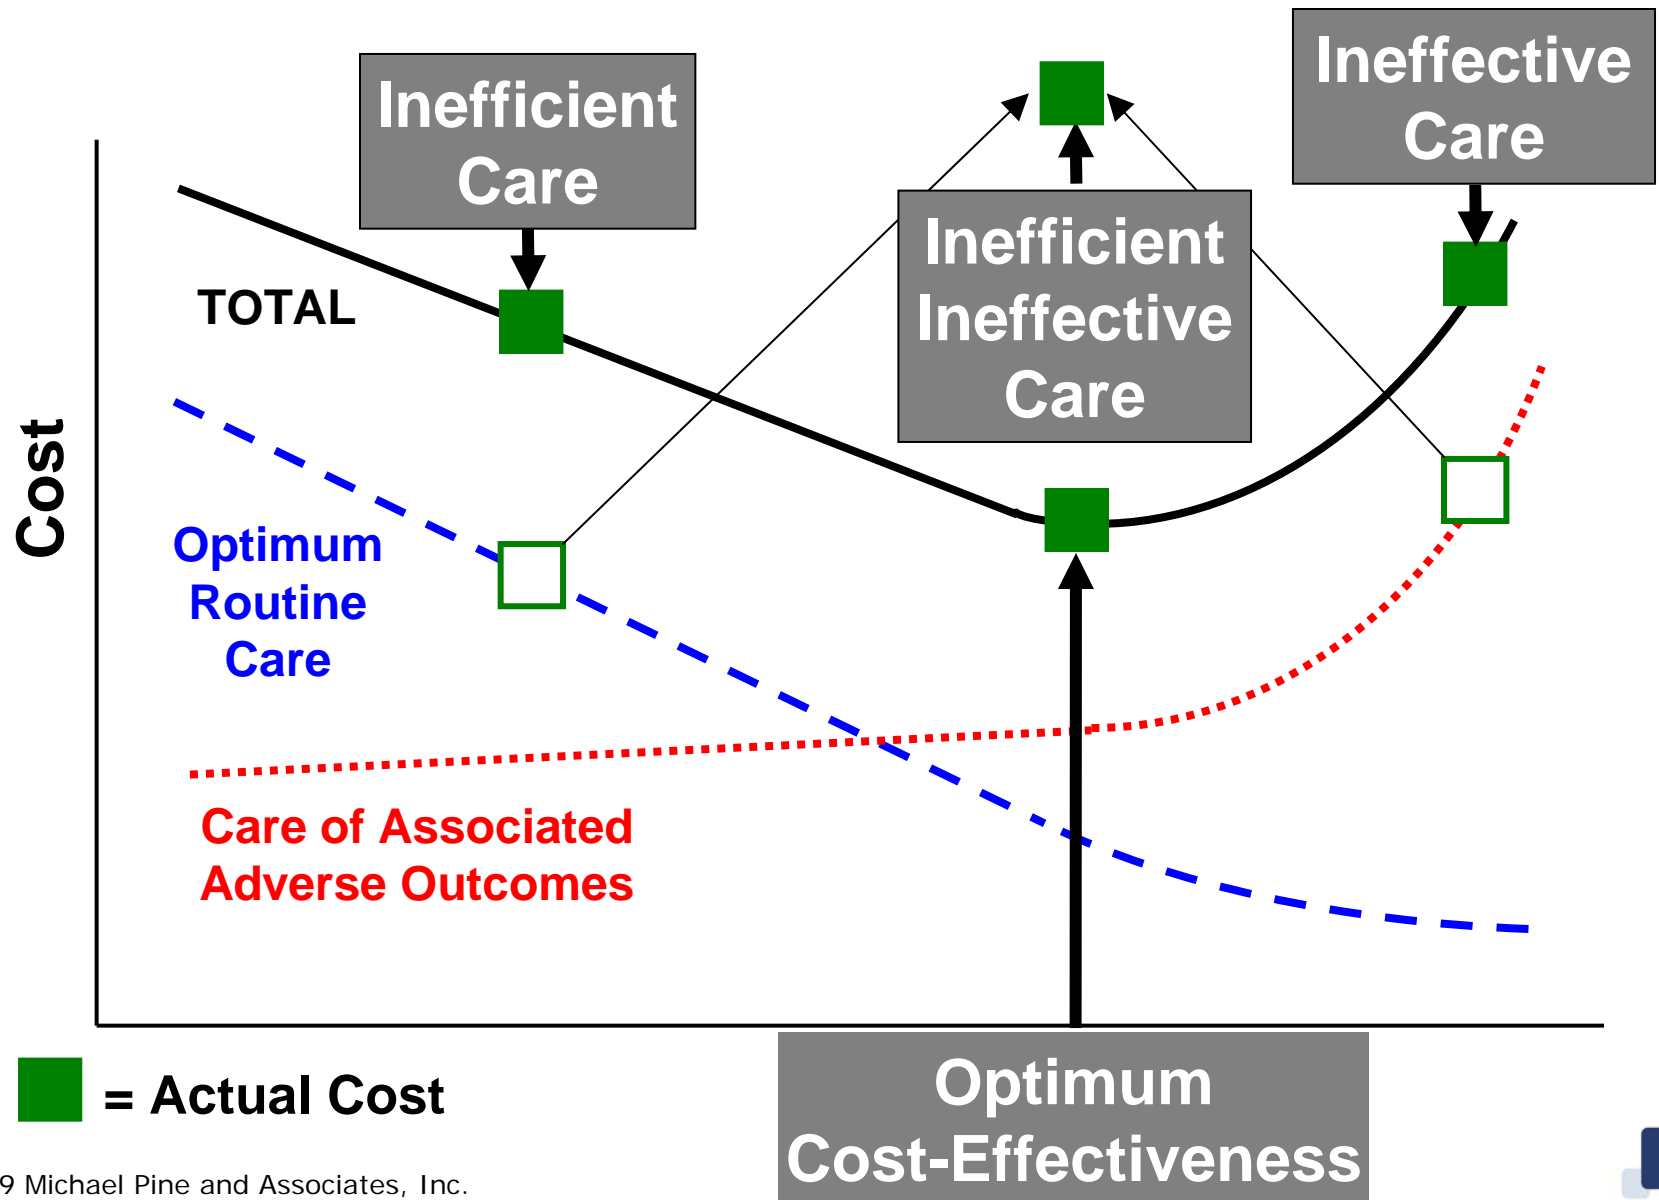 Inefficient
Care
Ineffective
Care
Inefficient
Ineffective
Care
TOTAL
Cost
Optimum
Routine
Care
Care of Associated
Adverse Outcomes
= Actual Cost
Optimum
Cost-Effectiveness
9 Michael Pine and Associates, Inc.